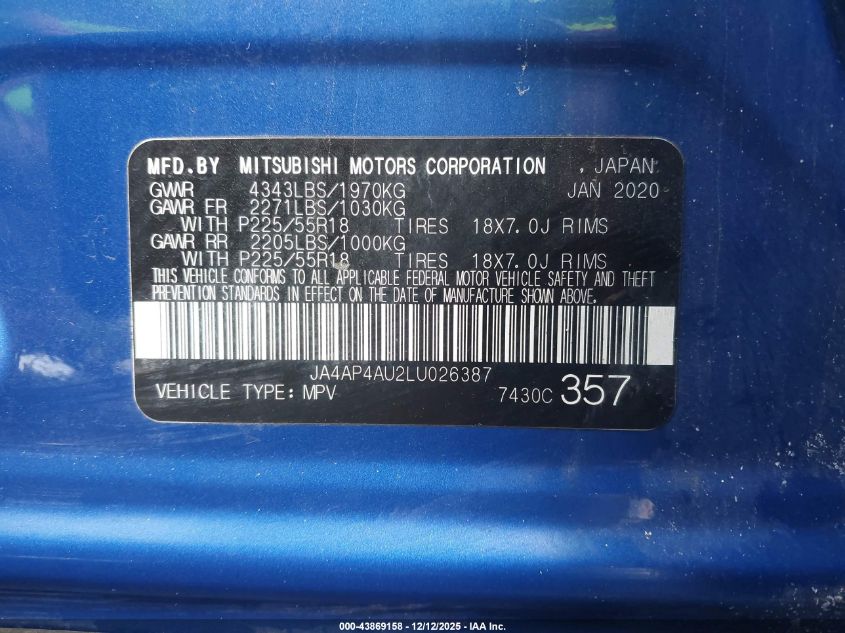 MFD.BY MITSUBISHI MOTORS CORPORATION , JAPAN
GVWR 4343LBS/1970KG JAN 2020
GAWR FR 2271LBS/1030KG
WITH P225/55R18 TIRES 18X7.0J RIMS
GAWR RR 2205LBS/1000KG
WITH P225/55R18 TIRES 18X7.0J RIMS
THIS VEHICLE CONFORMS TO ALL APPLICABLE FEDERAL MOTOR VEHICLE SAFETY AND THEFT
PREVENTION STANDARDS IN EFFECT ON THE DATE OF MANUFACTURE SHOWN ABOVE.
JA4AP4AU2LU026387
VEHICLE TYPE: MPV 7430C 357
000-43869158 - 12/12/2025 - IAA Inc.